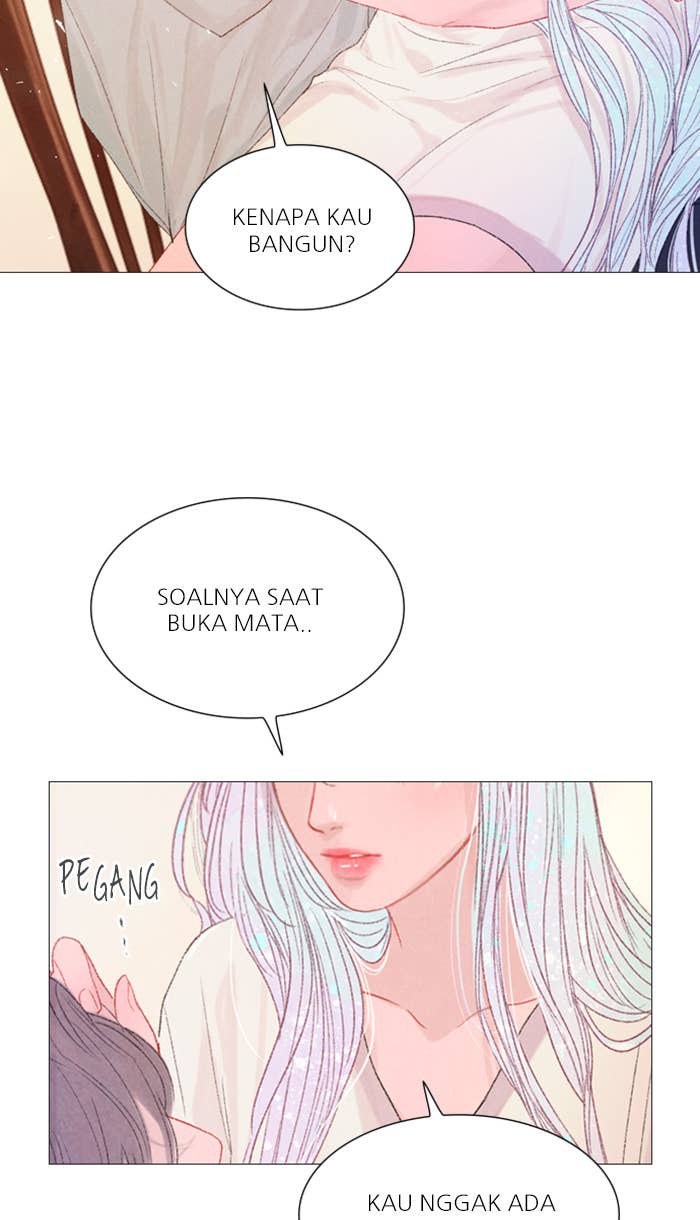 KENAPA KAU
BANGUN?
SOALNYA SAAT
BUKA MATA..
PEGANG
KAU NGGAK ADA